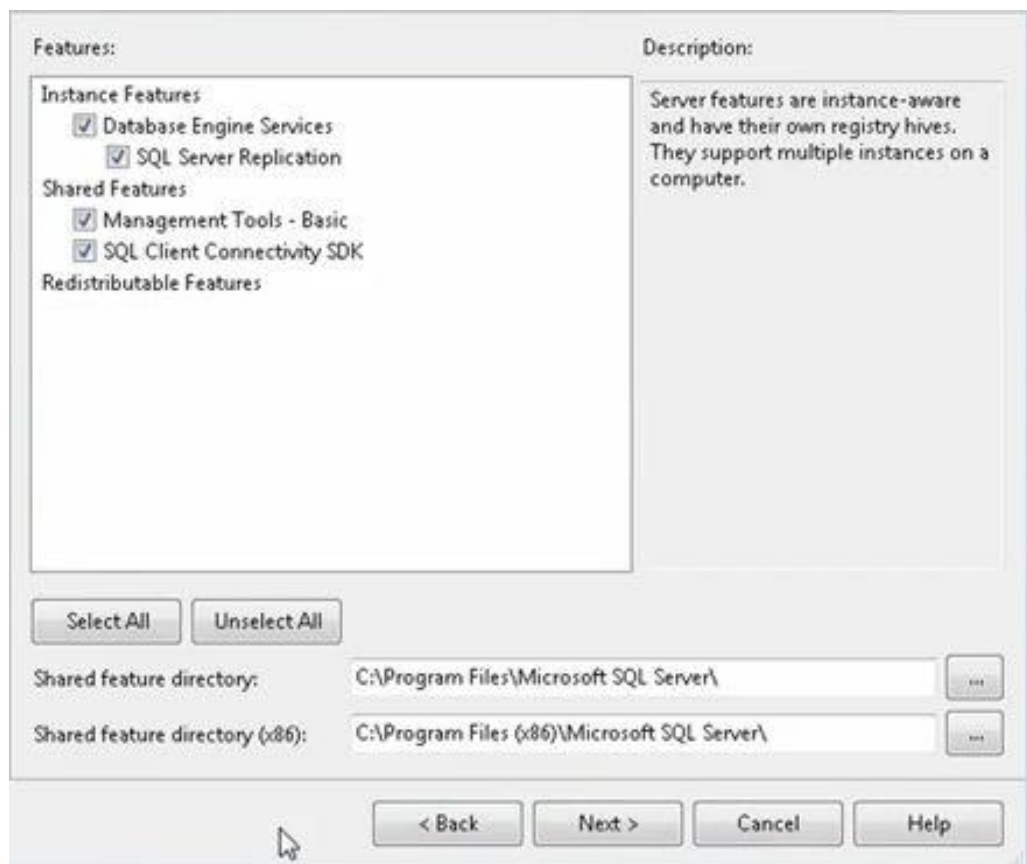 Features:
Instance Features
Database Engine Services
SQL Server Replication
Shared Features
Management Tools - Basic
SQL Client Connectivity SDK
Redistributable Features
Description:
Server features are instance-aware
and have their own registry hives.
They support multiple instances on a
computer.
Select All
Unselect All
Shared feature directory:
C:\Program Files\Microsoft SQL Server\
...
Shared feature directory (x86):
C:\Program Files (x86)\Microsoft SQL Server\
...
< Back
Next >
Cancel
Help